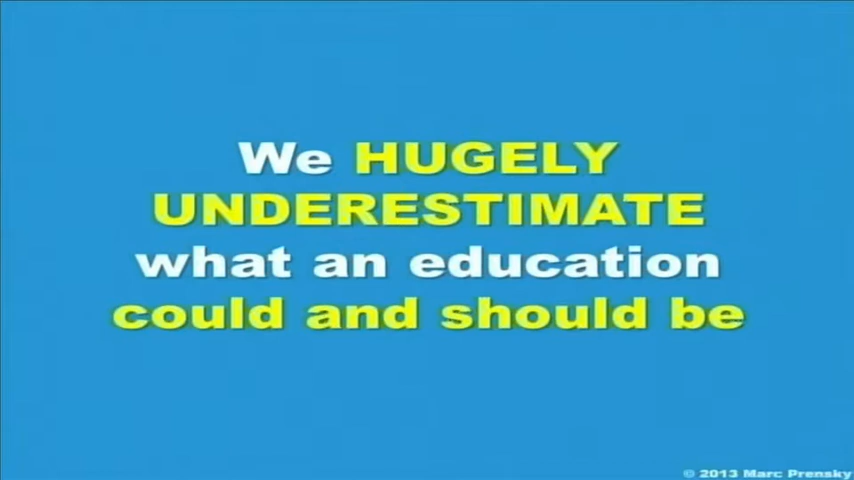 We HUGELY
UNDERESTIMATE
what an education
could and should be
© 2013 Marc Prensky